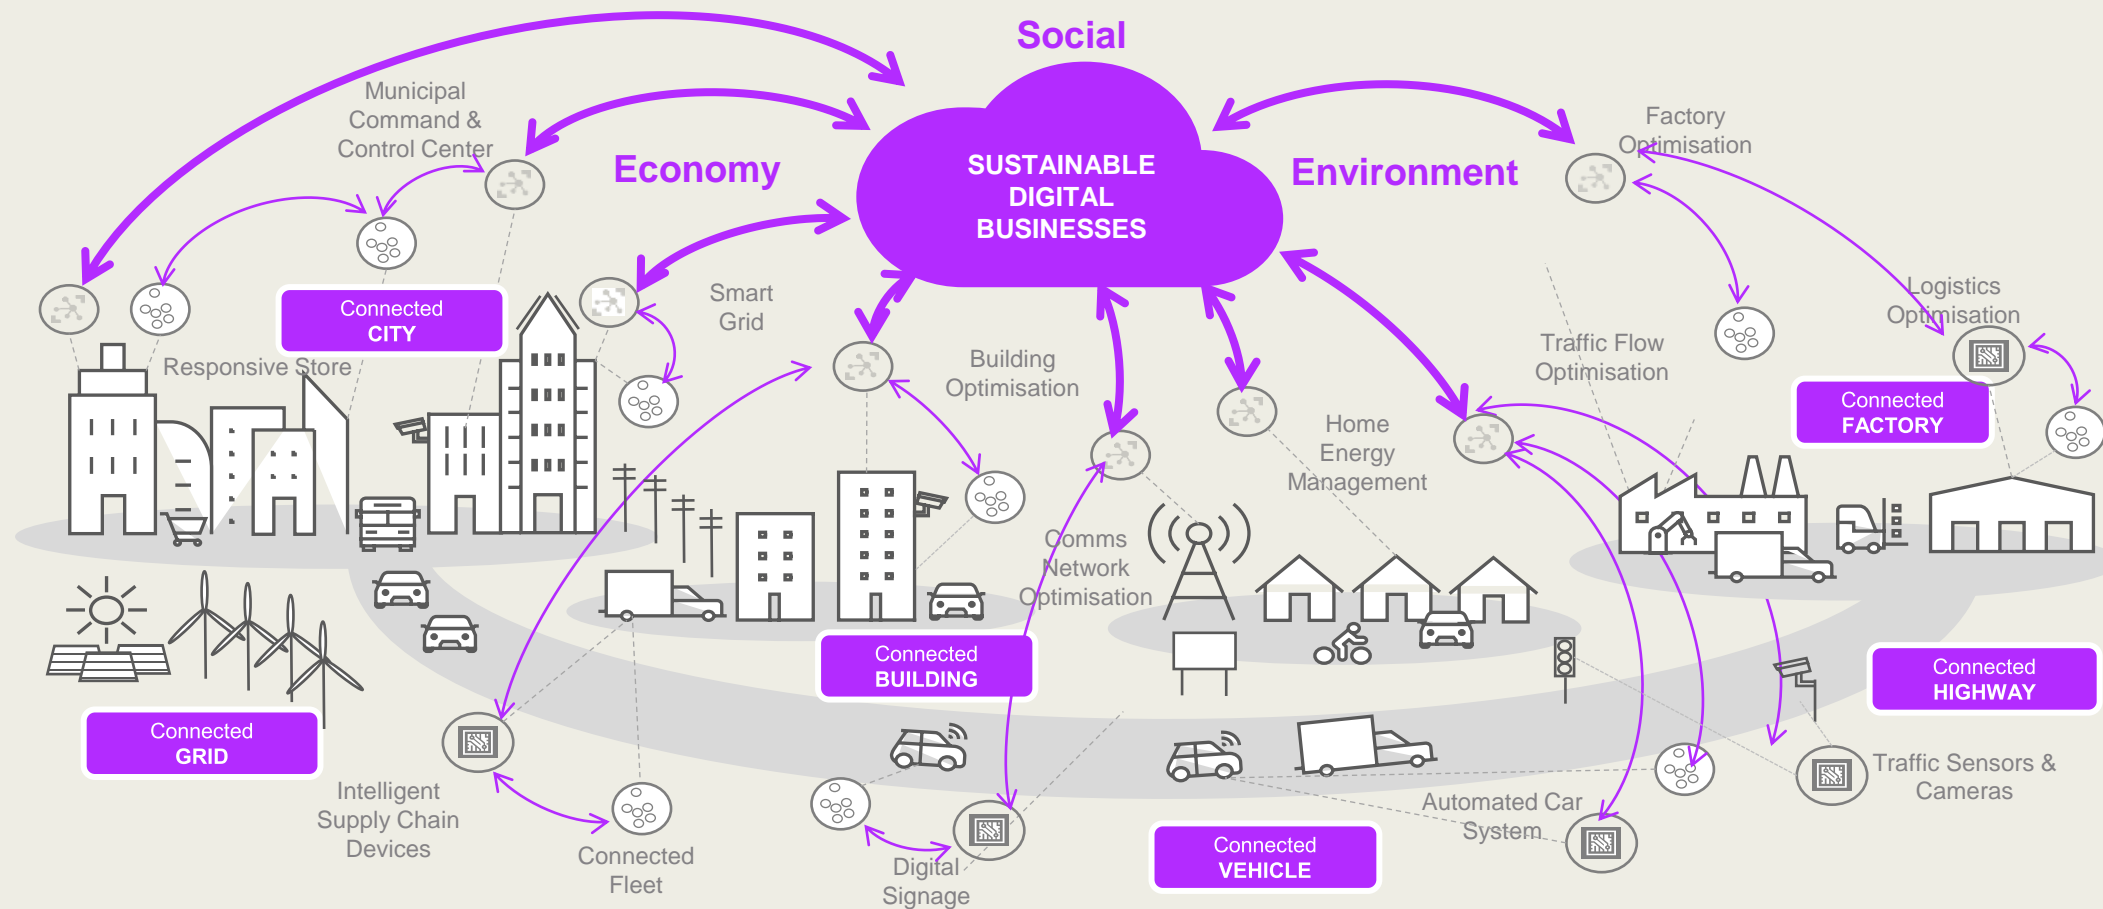 Social
Municipal
Command &
Control Center
Economy
SUSTAINABLE
DIGITAL
BUSINESSES
Environment
Factory
Optimisation
Connected
CITY
Smart
Grid
Responsive Store
Building
Optimisation
Traffic Flow
Optimisation
Logistics
Optimisation
Connected
FACTORY
Home
Energy
Management
Comms
Network
Optimisation
Connected
BUILDING
Connected
HIGHWAY
Connected
GRID
Intelligent
Supply Chain
Devices
Connected
Fleet
Digital
Signage
Connected
VEHICLE
Automated Car
System
Traffic Sensors &
Cameras